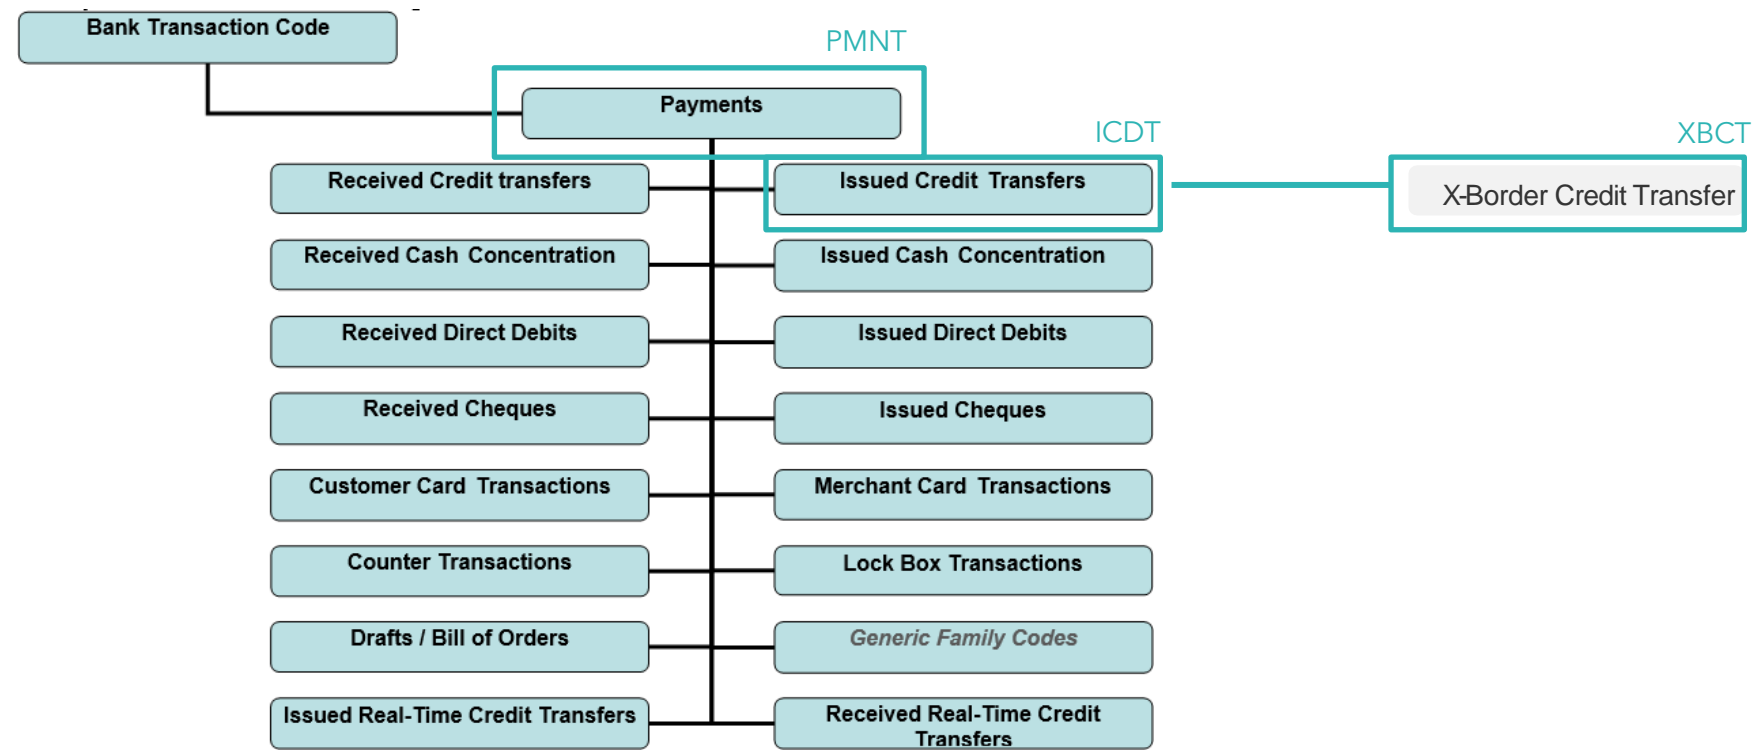 Bank Transaction Code
PMNT
Payments
ICDT
XBCT
Received Credit transfers
Issued Credit Transfers
X-Border Credit Transfer
Received Cash Concentration
Issued Cash Concentration
Received Direct Debits
Issued Direct Debits
Received Cheques
Issued Cheques
Customer Card Transactions
Merchant Card Transactions
Counter Transactions
Lock Box Transactions
Drafts / Bill of Orders
Generic Family Codes
Issued Real-Time Credit Transfers
Received Real-Time Credit
Transfers